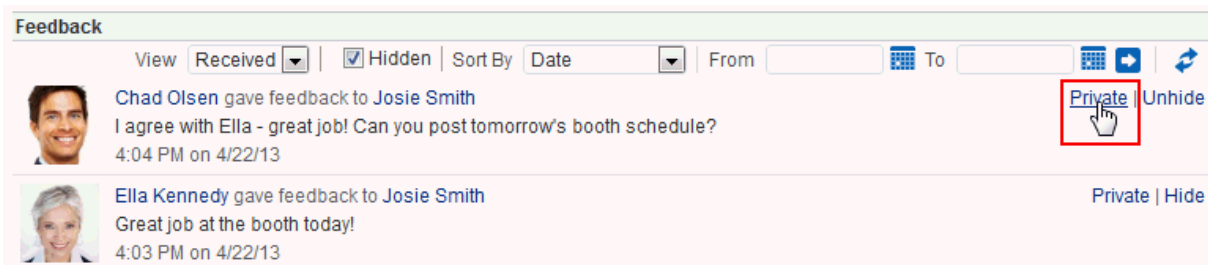 Feedback
View Received | Hidden | Sort By Date | From To |
Chad Olsen gave feedback to Josie Smith Private | Unhide
I agree with Ella - great job! Can you post tomorrow's booth schedule?
4:04 PM on 4/22/13
Ella Kennedy gave feedback to Josie Smith Private | Hide
Great job at the booth today!
4:03 PM on 4/22/13